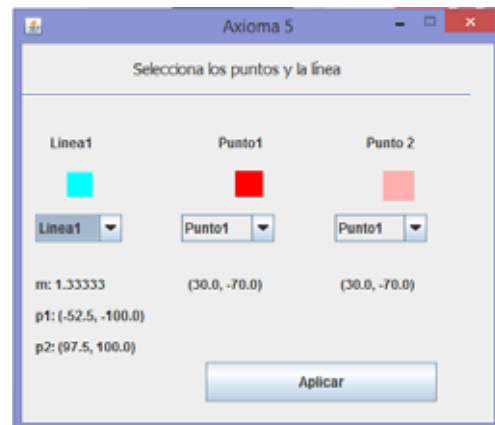 Axioma 5
Selecciona los puntos y la línea
Linea1 Punto1 Punto 2
Linea1 Punto1 Punto1
m: 1.33333 (30.0, -70.0) (30.0, -70.0)
p1: (-52.5, -100.0)
p2: (97.5, 100.0)
Aplicar